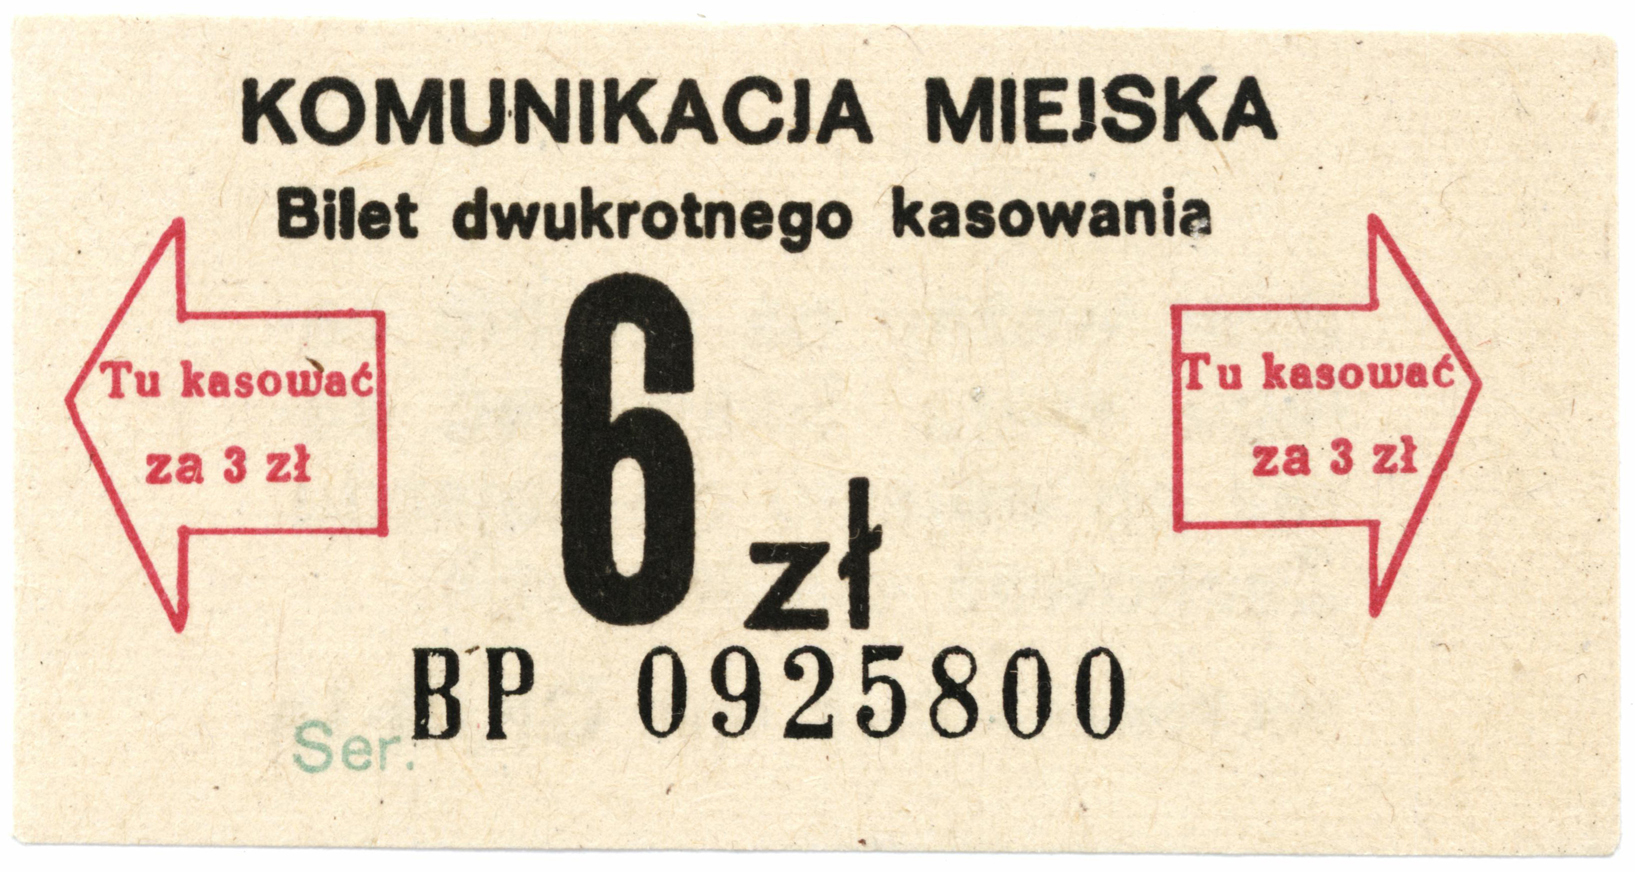 KOMUNIKACJA MIEJSKA
Bilet dwukrotnego kasowania
Tu kasować
za 3 zł
6 zł
Tu kasować
za 3 zł
Ser. BP 0925800